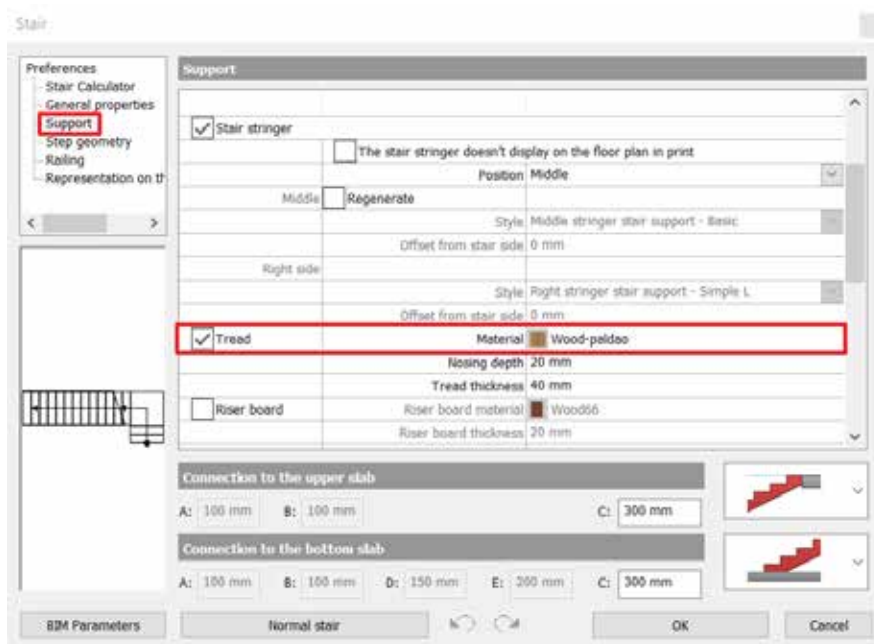 Stair
Preferences
Stair Calculator
General properties
Support
Step geometry
Railing
Representation on th
Support
Stair stringer
The stair stringer doesn't display on the floor plan in print
Position Middle
Middle Regenerate
Style Middle stringer stair support - Basic
Offset from stair side 0 mm
Right side
Style Right stringer stair support - Simple L
Offset from stair side 0 mm
Tread Material Wood-paldao
Nosing depth 20 mm
Tread thickness 40 mm
Riser board Riser board material Wood66
Riser board thickness 20 mm
Connection to the upper slab
A: 100 mm B: 100 mm C: 300 mm
Connection to the bottom slab
A: 100 mm B: 100 mm D: 150 mm E: 200 mm C: 300 mm
BIM Parameters Normal stair OK Cancel